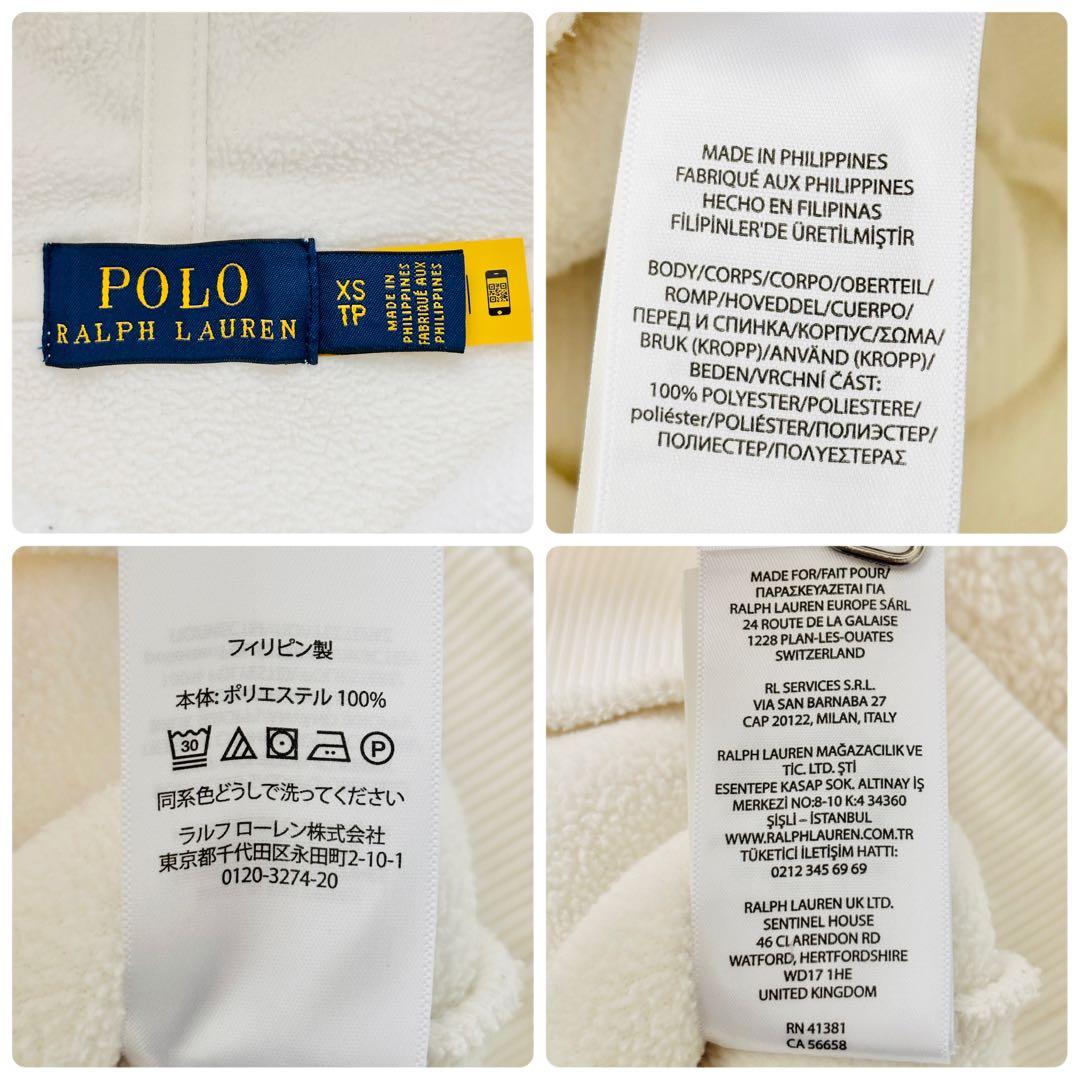 POLO
RALPH LAUREN
XS
TP
MADE IN
PHILIPPINES
FABRIQUÉ AUX
PHILIPPINES
MADE IN PHILIPPINES
FABRIQUÉ AUX PHILIPPINES
HECHO EN FILIPINAS
FİLİPİNLER'DE ÜRETİLMİŞTİR
BODY/CORPS/CORPO/OBERTEIL/
ROMP/HOVEDDEL/CUERPO/
ПЕРЕД И СПИНКА/КОРПУС/ΣΩΜΑ/
BRUK (KROPP)/ANVÄND (KROPP)/
BEDEN/VRCHNÍ ČÁST:
100% POLYESTER/POLIESTERE/
poliéster/POLIÉSTER/ПОЛИЭСТЕР/
ПОЛИЕСТЕР/ΠΟΛΥΕΣΤΕΡΑΣ
フィリピン製
本体: ポリエステル 100%
30
P
同系色どうしで洗ってください
ラルフ ローレン株式会社
東京都千代田区永田町2-10-1
0120-3274-20
MADE FOR/FAIT POUR/
ΠΑΡΑΣΚΕΥΑΖΕΤΑΙ ΓΙΑ
RALPH LAUREN EUROPE SÁRL
24 ROUTE DE LA GALAISE
1228 PLAN-LES-OUATES
SWITZERLAND
RL SERVICES S.R.L.
VIA SAN BARNABA 27
CAP 20122, MILAN, ITALY
RALPH LAUREN MAĞAZACILIK VE
TİC. LTD. ŞTİ
ESENTEPE KASAP SOK. ALTINAY İŞ
MERKEZİ NO:8-10 K:4 34360
ŞİŞLİ – İSTANBUL
WWW.RALPHLAUREN.COM.TR
TÜKETİCİ İLETİŞİM HATTI:
0212 345 69 69
RALPH LAUREN UK LTD.
SENTINEL HOUSE
46 CLARENDON RD
WATFORD, HERTFORDSHIRE
WD17 1HE
UNITED KINGDOM
RN 41381
CA 56658